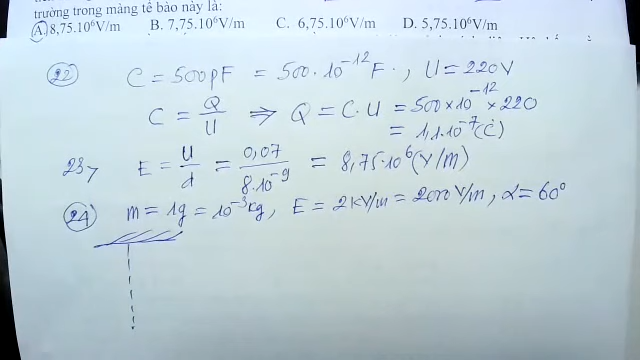 trường trong màng tế bào này là:
A. 8,75.10⁶V/m B. 7,75.10⁶V/m C. 6,75.10⁶V/m D. 5,75.10⁶V/m
22 C = 500pF = 500.10⁻¹²F., U = 220V
C = Q/U ⇒ Q = C.U = 500×10⁻¹²×220
= 1,1.10⁻⁷(C)
23> E = U/d = 0,07/8.10⁻⁹ = 8,75.10⁶(V/m)
24 m = 1g = 10⁻³kg, E = 2kV/m = 2000V/m, α = 60°